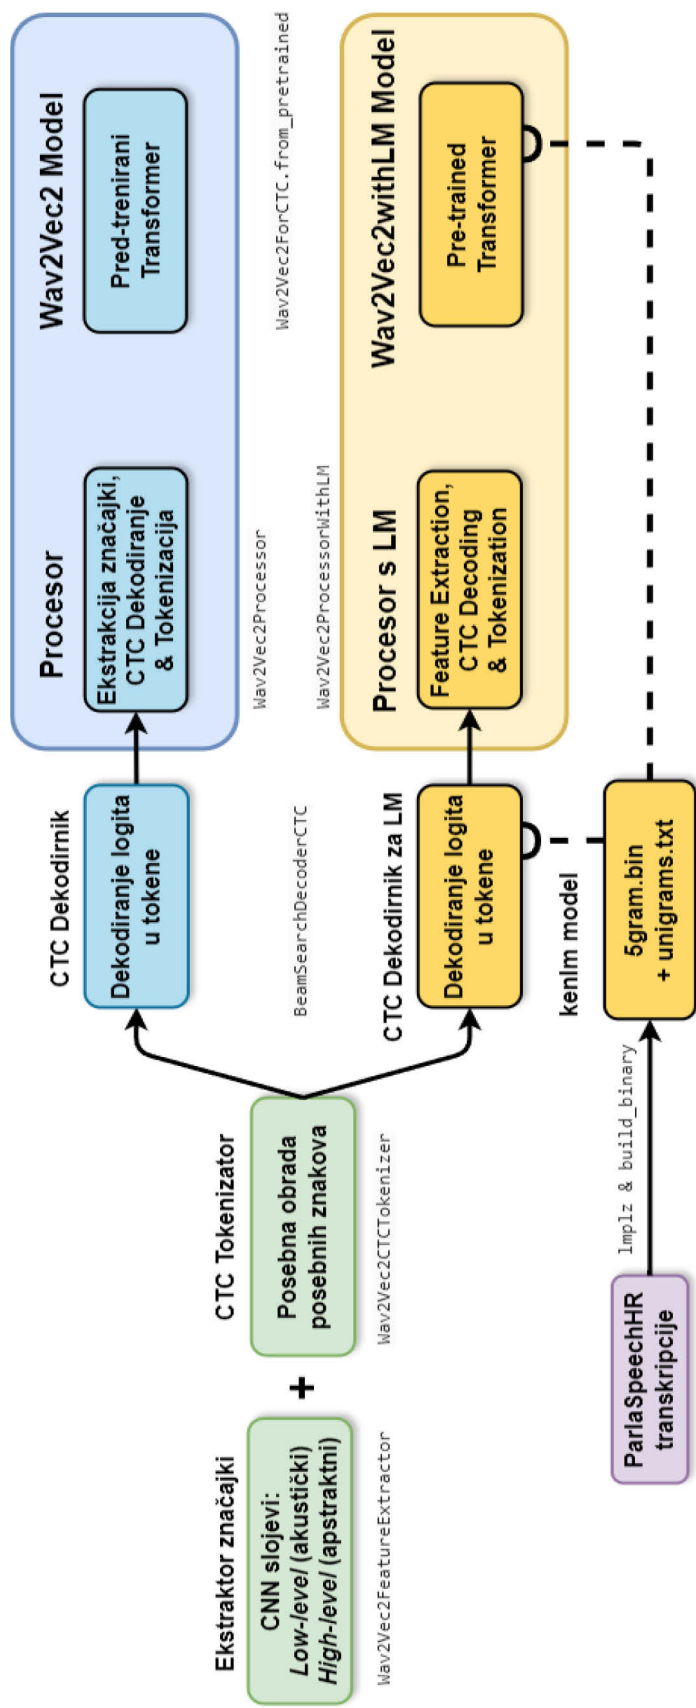 Ekstraktor značajki
CNN slojevi:
Low-level (akustički)
High-level (apstraktni)
Wav2Vec2FeatureExtractor
+
CTC Tokenizator
Posebna obrada
posebnih znakova
Wav2Vec2CTCTokenizer
CTC Dekodirnik
Dekodiranje logita
u tokene
BeamSearchDecoderCTC
Procesor
Ekstrakcija značajki,
CTC Dekodiranje
& Tokenizacija
Wav2Vec2Processor
Wav2Vec2 Model
Pred-trenirani
Transformer
Wav2Vec2ForCTC.from_pretrained
CTC Dekodirnik za LM
Dekodiranje logita
u tokene
Wav2Vec2ProcessorWithLM
Procesor s LM
Feature Extraction,
CTC Decoding
& Tokenization
Wav2Vec2withLM Model
Pre-trained
Transformer
ParlaSpeechHR
transkripcije
lmplz & build_binary
kenlm model
5gram.bin
+ unigrams.txt